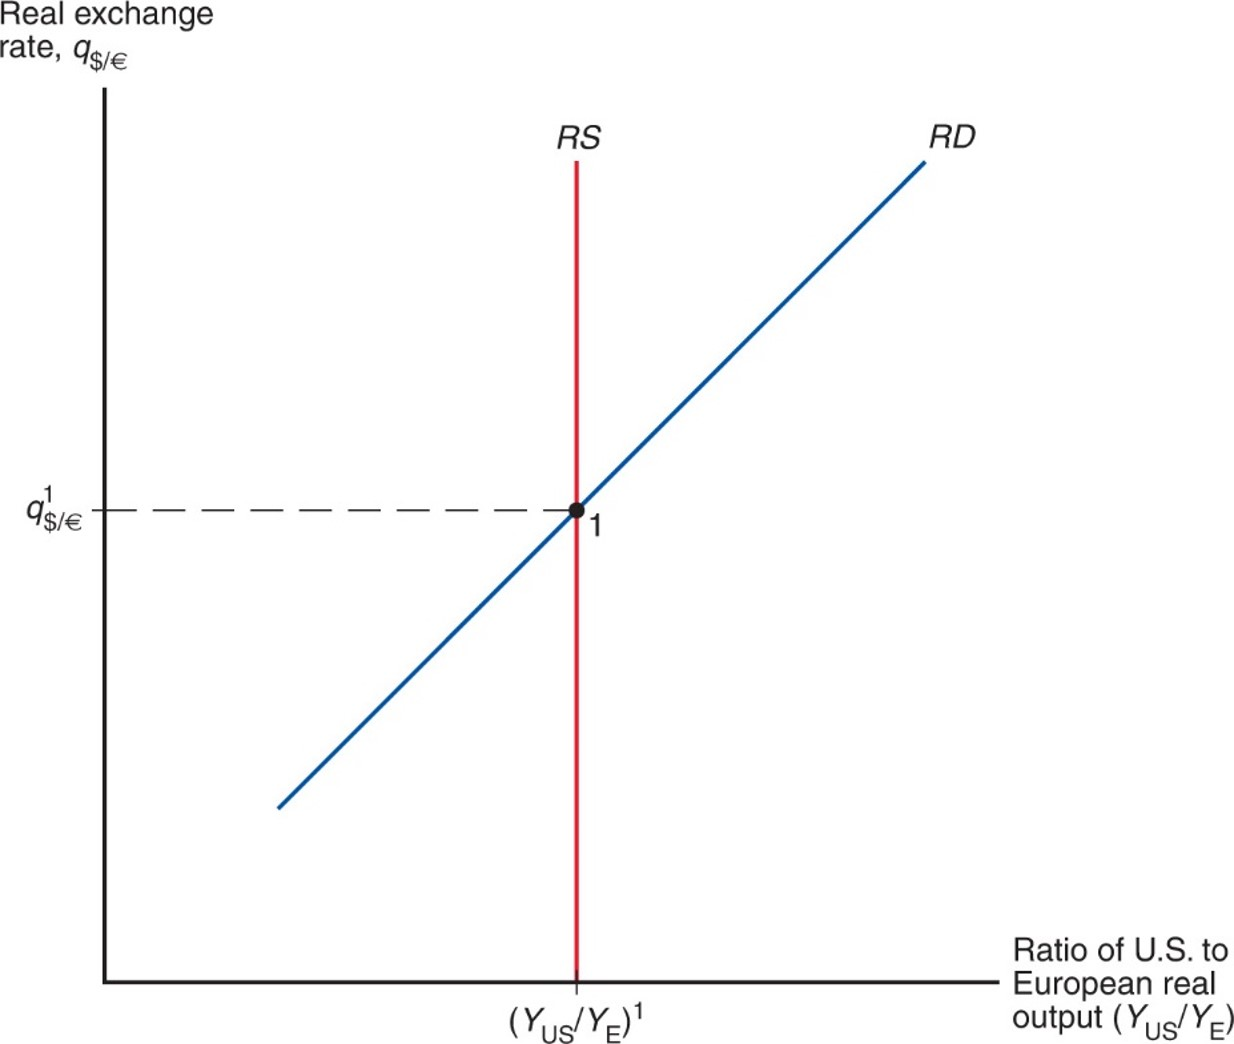 Real exchange
rate, q$/€
RS
RD
q¹$/€
1
Ratio of U.S. to
European real
output (YUS/YE)
(YUS/YE)¹